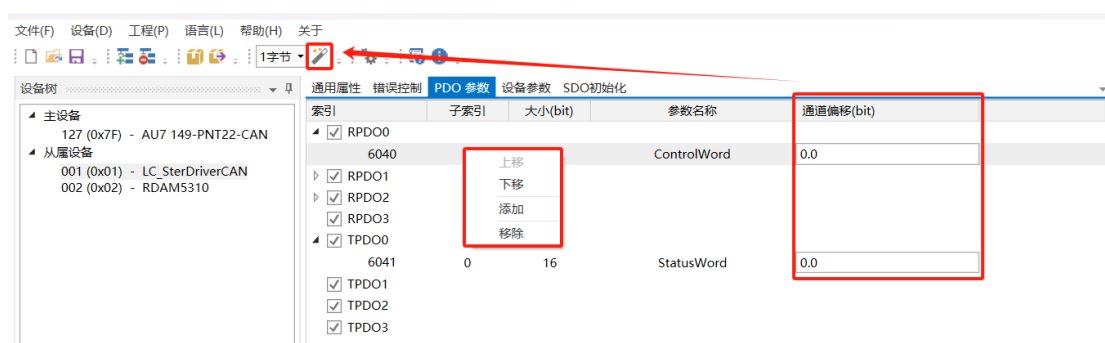 文件(F) 设备(D) 工程(P) 语言(L) 帮助(H) 关于
1字节
设备树
通用属性 错误控制 PDO 参数 设备参数 SDO初始化
主设备
127 (0x7F) - AU7 149-PNT22-CAN
从属设备
001 (0x01) - LC_SterDriverCAN
002 (0x02) - RDAM5310
索引 子索引 大小(bit) 参数名称 通道偏移(bit)
RPDO0
6040 ControlWord 0.0
RPDO1
RPDO2
RPDO3
TPDO0
6041 0 16 StatusWord 0.0
TPDO1
TPDO2
TPDO3
上移
下移
添加
移除